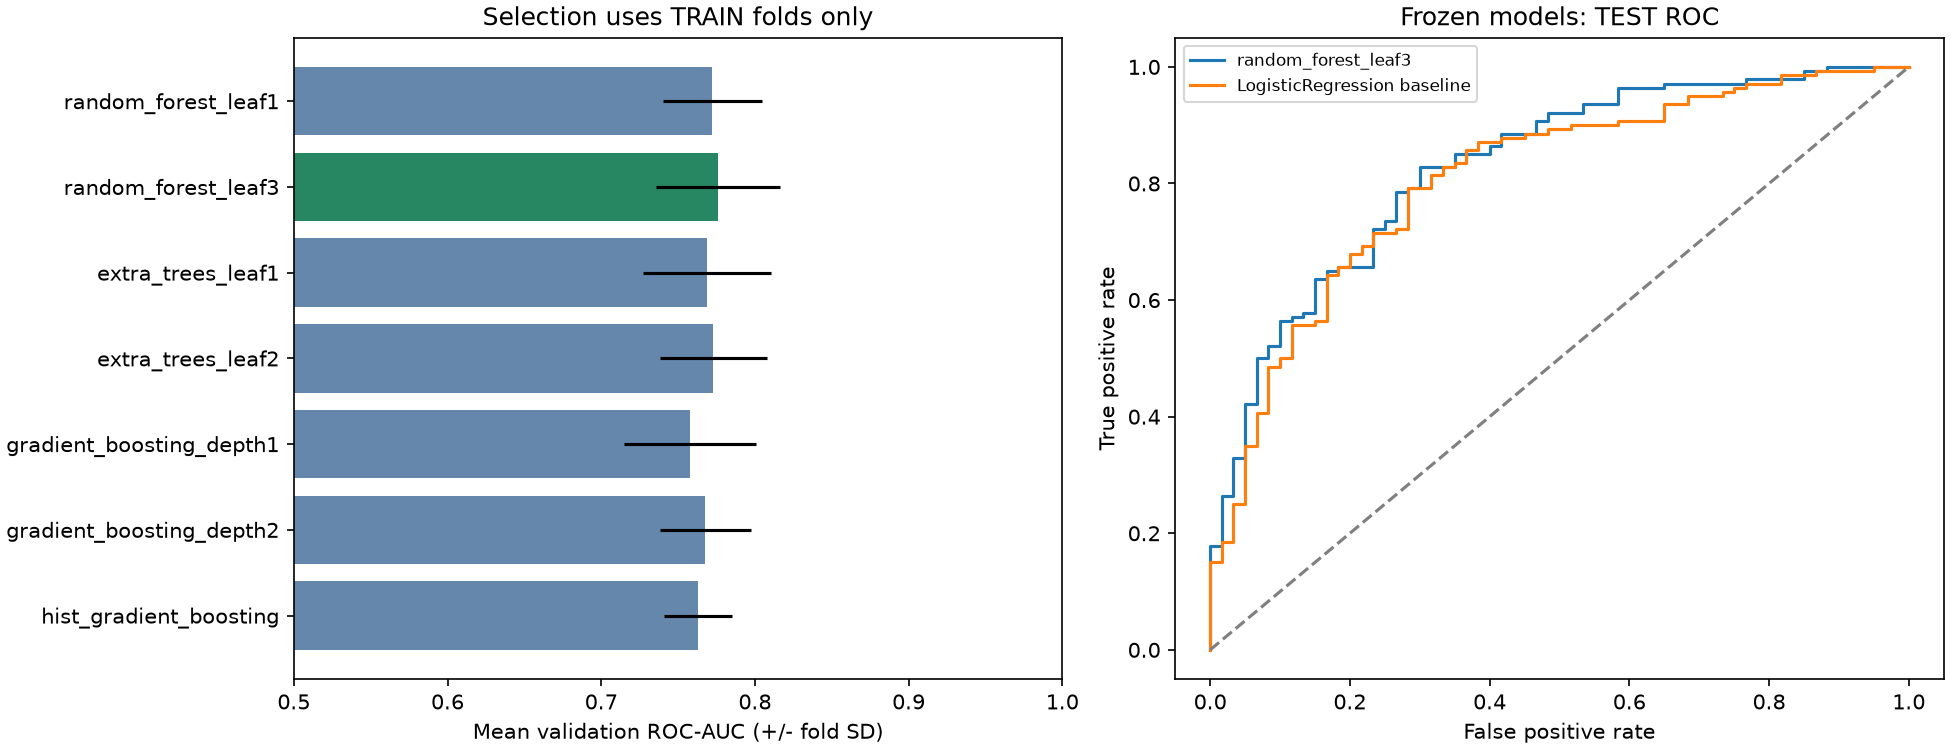 Selection uses TRAIN folds only
random_forest_leaf1
random_forest_leaf3
extra_trees_leaf1
extra_trees_leaf2
gradient_boosting_depth1
gradient_boosting_depth2
hist_gradient_boosting
0.5 0.6 0.7 0.8 0.9 1.0
Mean validation ROC-AUC (+/- fold SD)
Frozen models: TEST ROC
random_forest_leaf3
LogisticRegression baseline
True positive rate
1.0
0.8
0.6
0.4
0.2
0.0
0.0 0.2 0.4 0.6 0.8 1.0
False positive rate